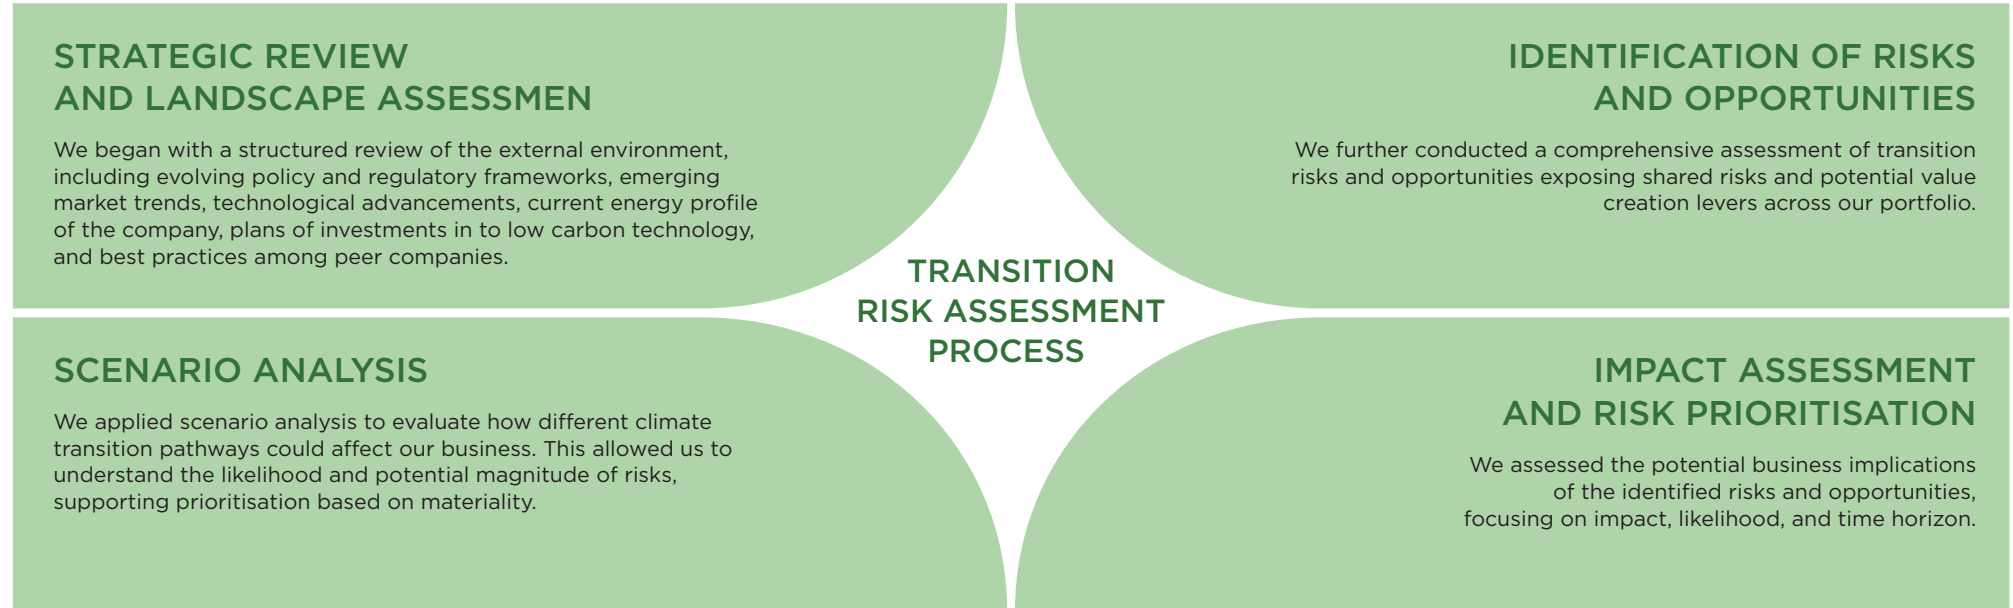 STRATEGIC REVIEW
AND LANDSCAPE ASSESSMEN
We began with a structured review of the external environment,
including evolving policy and regulatory frameworks, emerging
market trends, technological advancements, current energy profile
of the company, plans of investments in to low carbon technology,
and best practices among peer companies.
IDENTIFICATION OF RISKS
AND OPPORTUNITIES
We further conducted a comprehensive assessment of transition
risks and opportunities exposing shared risks and potential value
creation levers across our portfolio.
TRANSITION
RISK ASSESSMENT
PROCESS
SCENARIO ANALYSIS
We applied scenario analysis to evaluate how different climate
transition pathways could affect our business. This allowed us to
understand the likelihood and potential magnitude of risks,
supporting prioritisation based on materiality.
IMPACT ASSESSMENT
AND RISK PRIORITISATION
We assessed the potential business implications
of the identified risks and opportunities,
focusing on impact, likelihood, and time horizon.